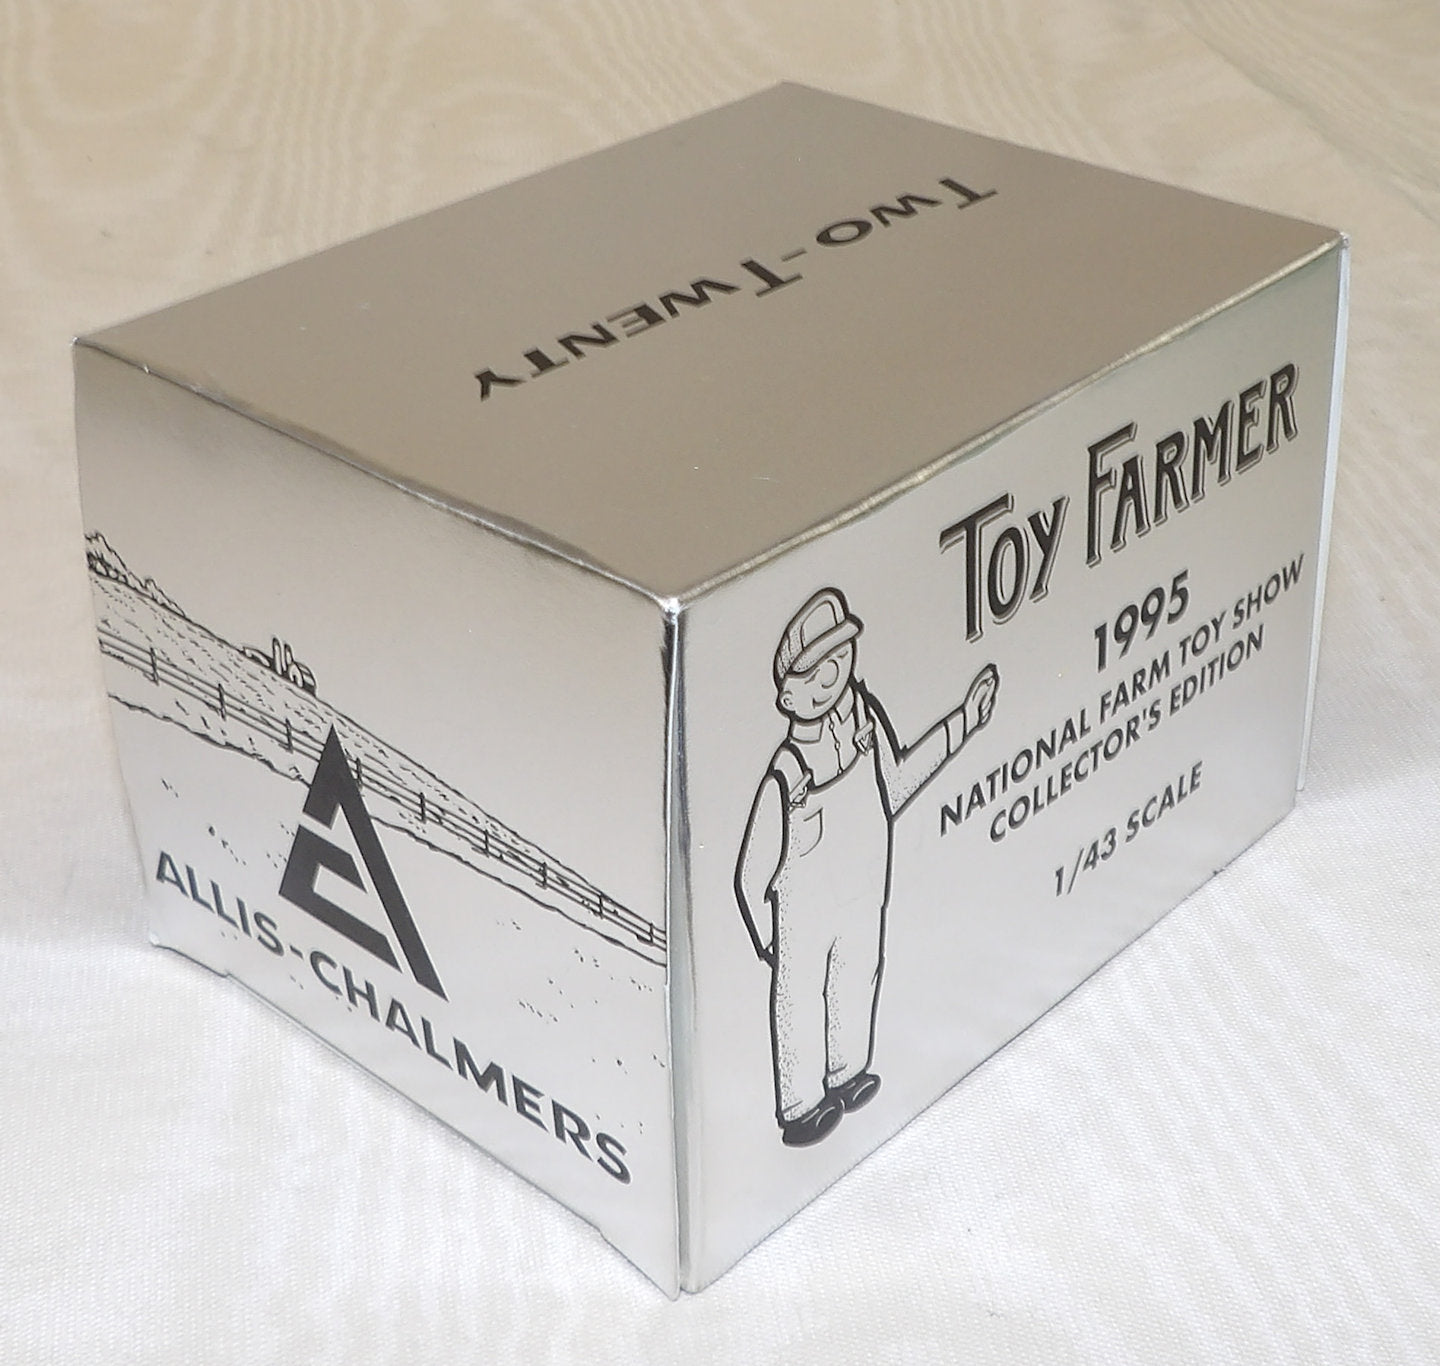 TWO-TWENTY
TOY FARMER
1995
NATIONAL FARM TOY SHOW
COLLECTOR'S EDITION
1/43 SCALE
ALLIS-CHALMERS